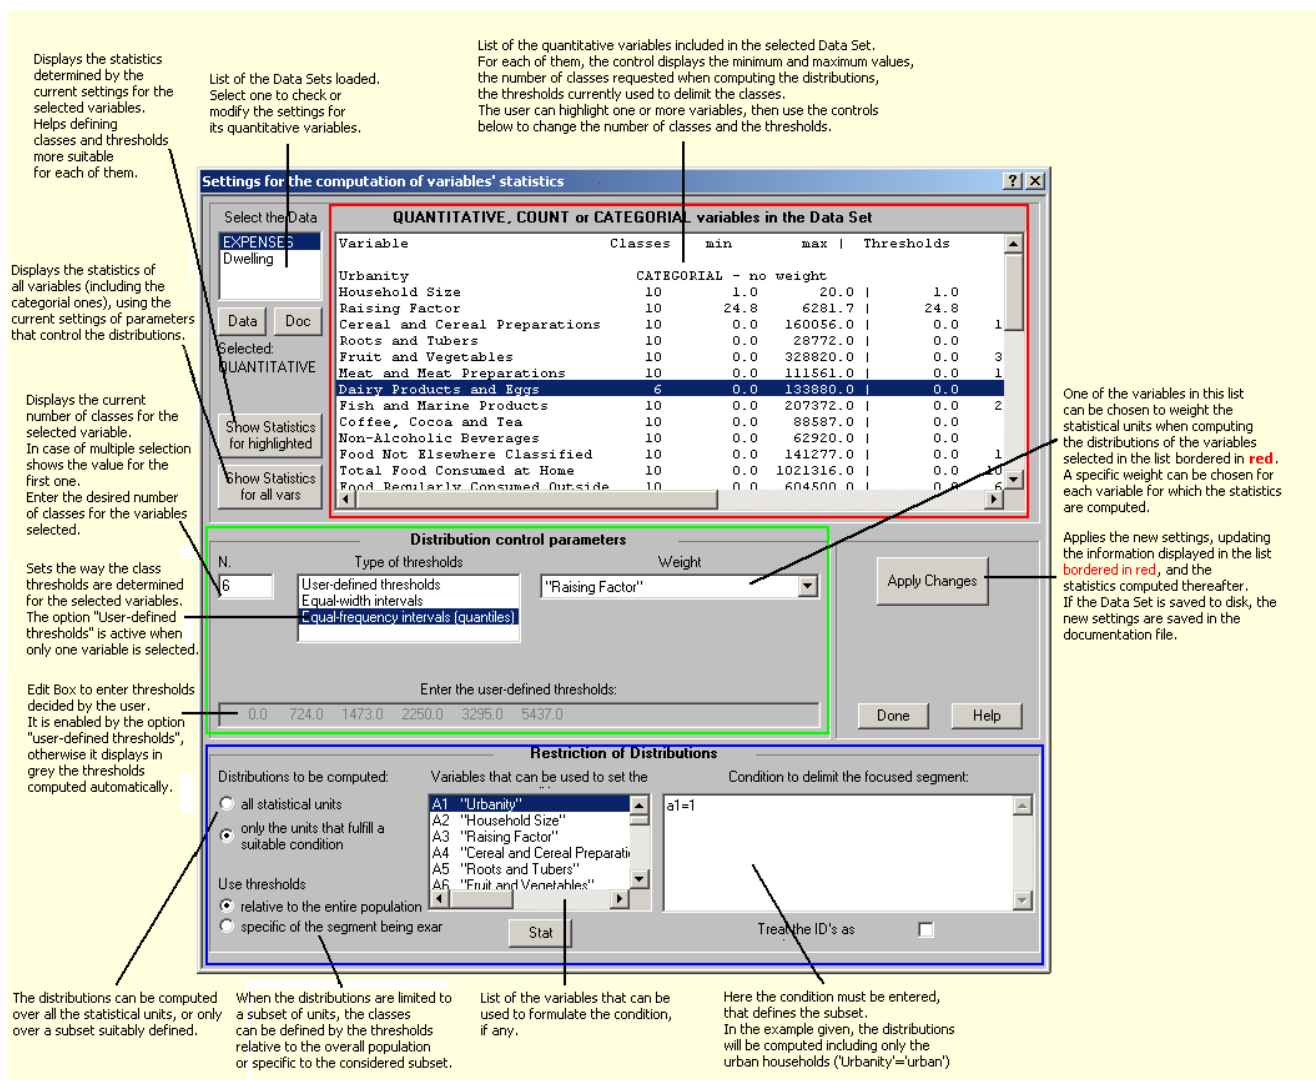 Displays the statistics
determined by the
current settings for the
selected variables.
Helps defining
classes and thresholds
more suitable
for each of them.
List of the Data Sets loaded.
Select one to check or
modify the settings for
its quantitative variables.
List of the quantitative variables included in the selected Data Set.
For each of them, the control displays the minimum and maximum values,
the number of classes requested when computing the distributions,
the thresholds currently used to delimit the classes.
The user can highlight one or more variables, then use the controls
below to change the number of classes and the thresholds.
Displays the statistics of
all variables (including the
categorial ones), using the
current settings of parameters
that control the distributions.
Displays the current
number of classes for the
selected variable.
In case of multiple selection
shows the value for the
first one.
Enter the desired number
of classes for the variables
selected.
Sets the way the class
thresholds are determined
for the selected variables.
The option "User-defined
thresholds" is active when
only one variable is selected.
Edit Box to enter thresholds
decided by the user.
It is enabled by the option
"user-defined thresholds",
otherwise it displays in
grey the thresholds
computed automatically.
Settings for the computation of variables' statistics
Select the Data
EXPENSES
Dwelling
Data Doc
Selected:
QUANTITATIVE
Show Statistics
for highlighted
Show Statistics
for all vars
QUANTITATIVE, COUNT or CATEGORIAL variables in the Data Set
Variable Classes min max | Thresholds
Urbanity CATEGORIAL - no weight
Household Size 10 1.0 20.0 | 1.0
Raising Factor 10 24.8 6281.7 | 24.8
Cereal and Cereal Preparations 10 0.0 160056.0 | 0.0 1
Roots and Tubers 10 0.0 28772.0 | 0.0
Fruit and Vegetables 10 0.0 328820.0 | 0.0 3
Meat and Meat Preparations 10 0.0 111561.0 | 0.0 1
Dairy Products and Eggs 6 0.0 133880.0 | 0.0
Fish and Marine Products 10 0.0 207372.0 | 0.0 2
Coffee, Cocoa and Tea 10 0.0 88587.0 | 0.0
Non-Alcoholic Beverages 10 0.0 62920.0 | 0.0
Food Not Elsewhere Classified 10 0.0 141277.0 | 0.0 1
Total Food Consumed at Home 10 0.0 1021316.0 | 0.0 10
Food Regularly Consumed Outside 10 0.0 604500.0 | 0.0 6
Distribution control parameters
N. Type of thresholds Weight
6
User-defined thresholds
Equal-width intervals
Equal-frequency intervals (quantiles)
"Raising Factor"
Enter the user-defined thresholds:
0.0 724.0 1473.0 2250.0 3295.0 5437.0
Apply Changes
Done Help
Restriction of Distributions
Distributions to be computed:
all statistical units
only the units that fulfill a
suitable condition
Use thresholds
relative to the entire population
specific of the segment being exar
Variables that can be used to set the
A1 "Urbanity"
A2 "Household Size"
A3 "Raising Factor"
A4 "Cereal and Cereal Preparatio
A5 "Roots and Tubers"
A6 "Fruit and Vegetables"
Stat
Condition to delimit the focused segment:
a1=1
Treat the ID's as
One of the variables in this list
can be chosen to weight the
statistical units when computing
the distributions of the variables
selected in the list bordered in red.
A specific weight can be chosen for
each variable for which the statistics
are computed.
Applies the new settings, updating
the information displayed in the list
bordered in red, and the
statistics computed thereafter.
If the Data Set is saved to disk, the
new settings are saved in the
documentation file.
The distributions can be computed
over all the statistical units, or only
over a subset suitably defined.
When the distributions are limited to
a subset of units, the classes
can be defined by the thresholds
relative to the overall population
or specific to the considered subset.
List of the variables that can be
used to formulate the condition,
if any.
Here the condition must be entered,
that defines the subset.
In the example given, the distributions
will be computed including only the
urban households ('Urbanity'='urban')